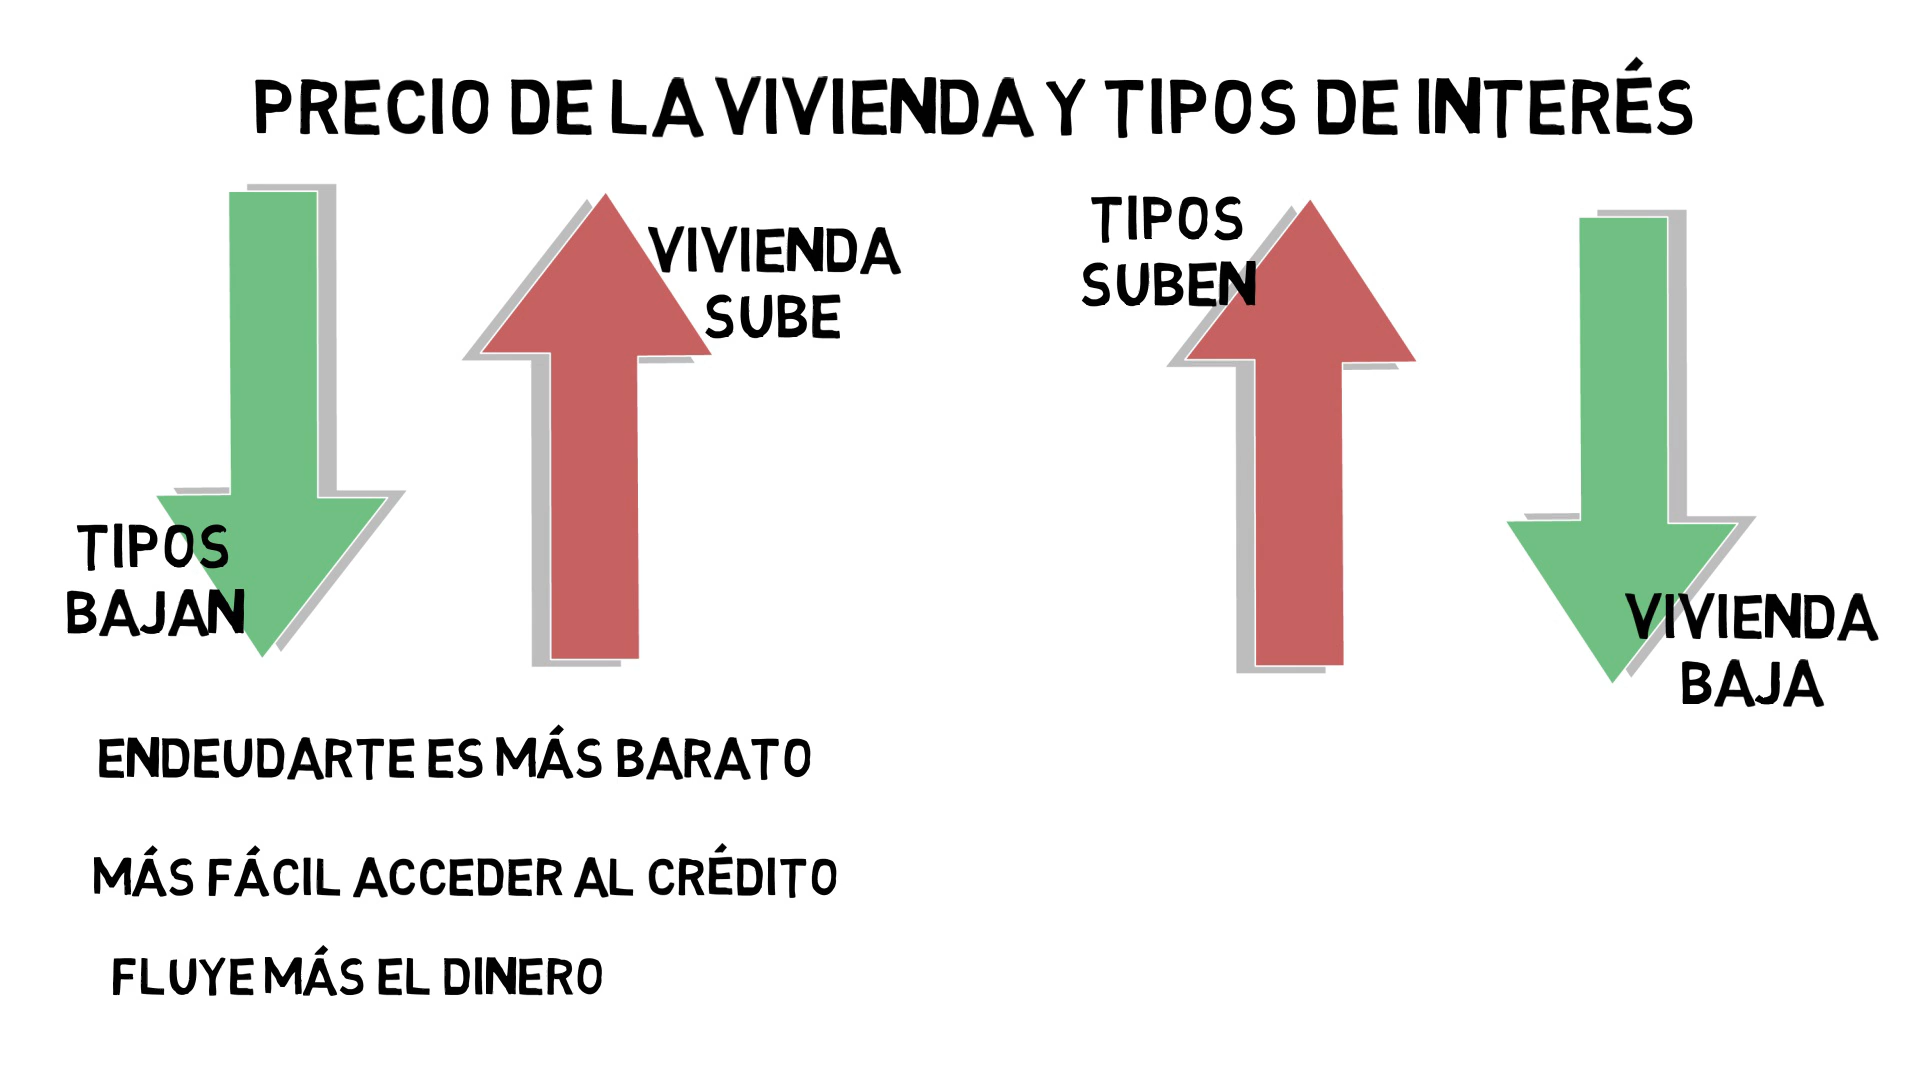 PRECIO DE LA VIVIENDA Y TIPOS DE INTERÉS
TIPOS
BAJAN
VIVIENDA
SUBE
TIPOS
SUBEN
VIVIENDA
BAJA
ENDEUDARTE ES MÁS BARATO
MÁS FÁCIL ACCEDER AL CRÉDITO
FLUYE MÁS EL DINERO